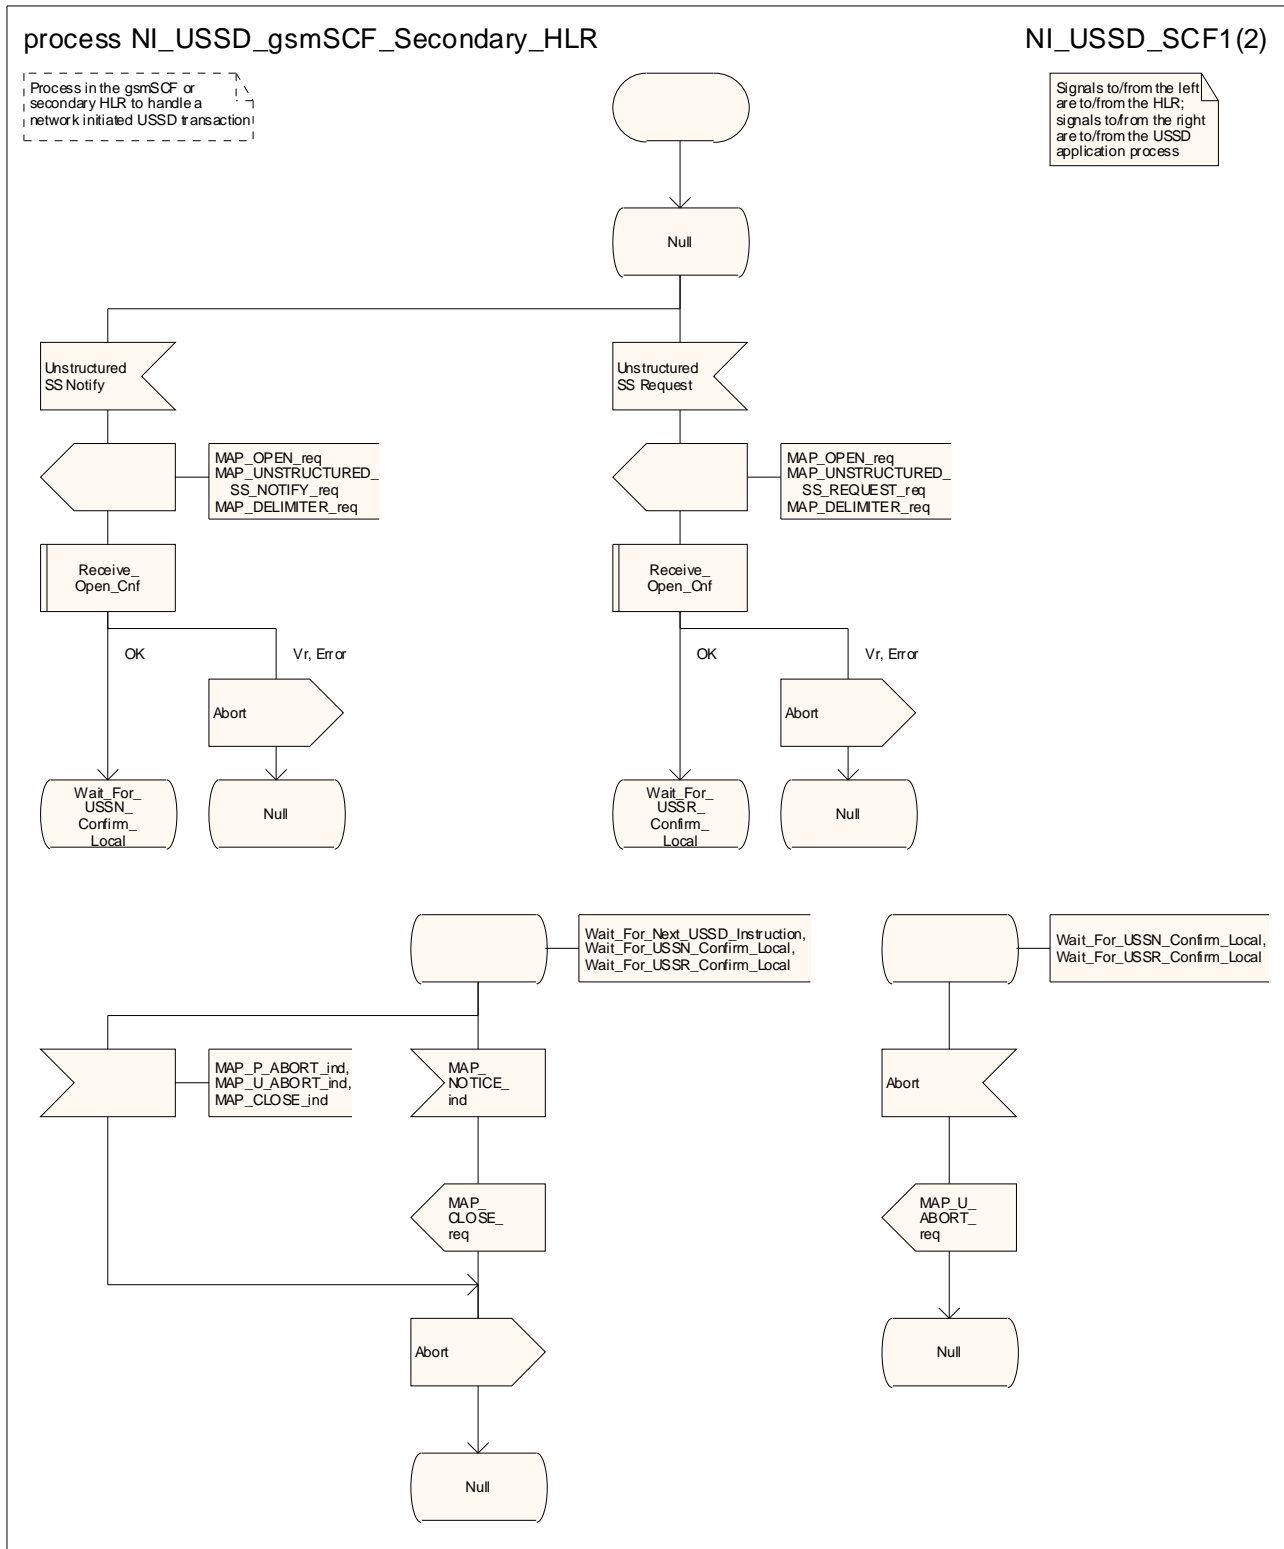 process NI_USSD_gsmSCF_Secondary_HLR
NI_USSD_SCF1(2)
Process in the gsmSCF or
secondary HLR to handle a
network initiated USSD transaction
Signals to/from the left
are to/from the HLR;
signals to/from the right
are to/from the USSD
application process
Null
Unstructured
SS Notify
Unstructured
SS Request
MAP_OPEN_req
MAP_UNSTRUCTURED_
SS_NOTIFY_req
MAP_DELIMITER_req
MAP_OPEN_req
MAP_UNSTRUCTURED_
SS_REQUEST_req
MAP_DELIMITER_req
Receive_
Open_Cnf
Receive_
Open_Cnf
OK
Vr, Error
OK
Vr, Error
Abort
Abort
Wait_For_
USSN_
Confirm_
Local
Null
Wait_For_
USSR_
Confirm_
Local
Null
Wait_For_Next_USSD_Instruction,
Wait_For_USSN_Confirm_Local,
Wait_For_USSR_Confirm_Local
Wait_For_USSN_Confirm_Local,
Wait_For_USSR_Confirm_Local
MAP_P_ABORT_ind,
MAP_U_ABORT_ind,
MAP_CLOSE_ind
MAP_
NOTICE_
ind
Abort
MAP_
CLOSE_
req
MAP_U_
ABORT_
req
Abort
Null
Null